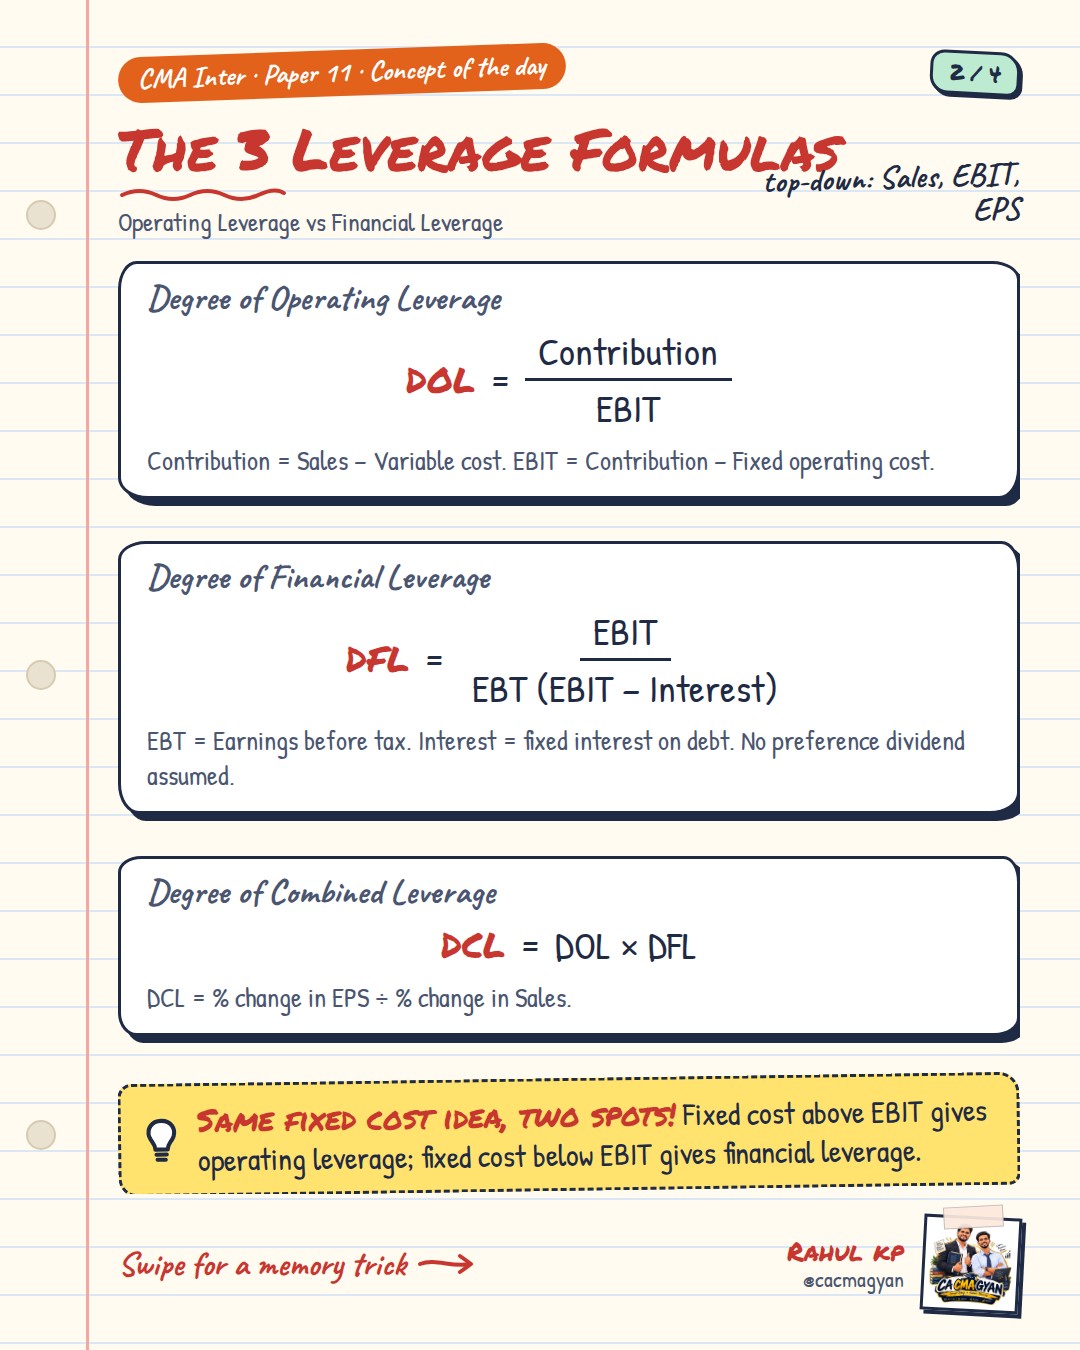 CMA Inter · Paper 11 · Concept of the day
2/4
The 3 Leverage Formulas
top-down: Sales, EBIT,
EPS
Operating Leverage vs Financial Leverage
Degree of Operating Leverage
DOL = Contribution
EBIT
Contribution = Sales – Variable cost. EBIT = Contribution – Fixed operating cost.
Degree of Financial Leverage
DFL = EBIT
EBT (EBIT – Interest)
EBT = Earnings before tax. Interest = fixed interest on debt. No preference dividend
assumed.
Degree of Combined Leverage
DCL = DOL × DFL
DCL = % change in EPS ÷ % change in Sales.
Same fixed cost idea, two spots! Fixed cost above EBIT gives
operating leverage; fixed cost below EBIT gives financial leverage.
Swipe for a memory trick
Rahul KP
@cacmagyan
CA CMA GYAN